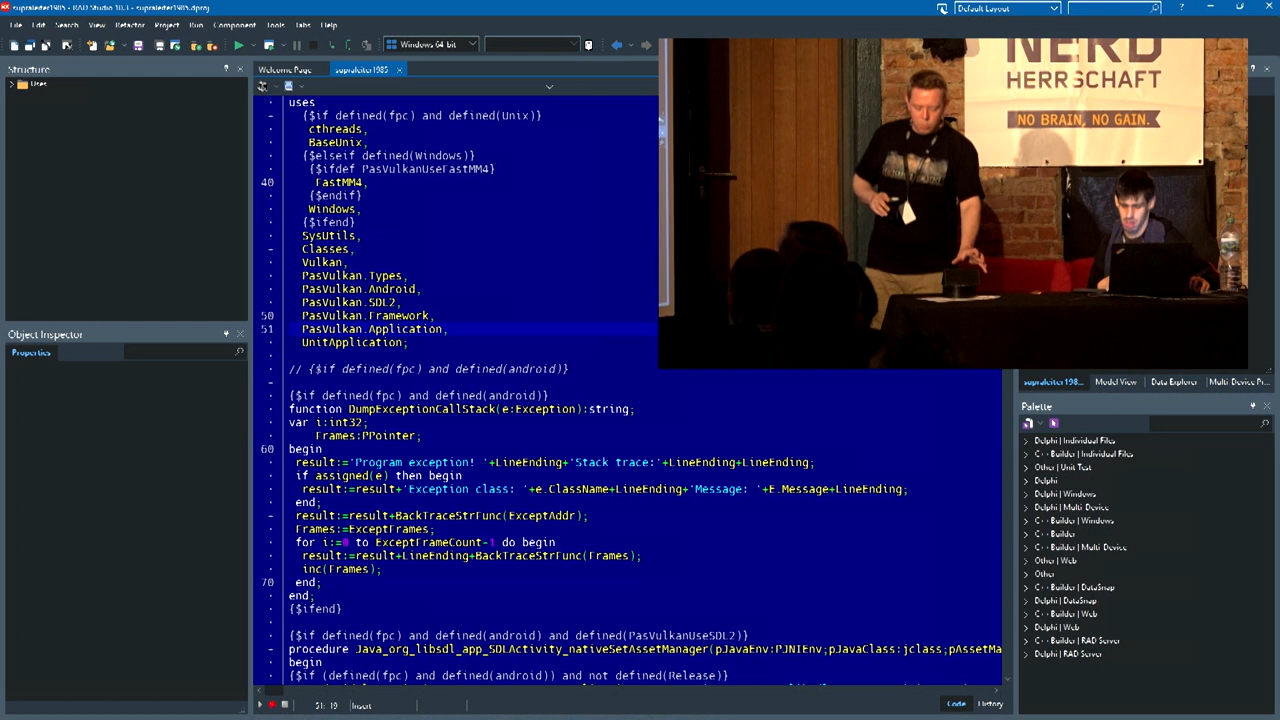 supraleiter1985 - RAD Studio 10.3 - supraleiter1985.dproj
Default Layout
File Edit Search View Refactor Project Run Component Tools Tabs Help
Windows 64-bit
Structure
Uses
Object Inspector
Properties
Welcome Page supraleiter1985
uses
{$if defined(fpc) and defined(Unix)}
cthreads,
BaseUnix,
{$elseif defined(Windows)}
{$ifdef PasVulkanUseFastMM4}
40 FastMM4,
{$endif}
Windows,
{$ifend}
SysUtils,
Classes,
Vulkan,
PasVulkan.Types,
PasVulkan.Android,
PasVulkan.SDL2,
50 PasVulkan.Framework,
51 PasVulkan.Application,
UnitApplication;
// {$if defined(fpc) and defined(android)}
{$if defined(fpc) and defined(android)}
function DumpExceptionCallStack(e:Exception):string;
var i:int32;
Frames:PPointer;
60 begin
result:='Program exception! '+LineEnding+'Stack trace:'+LineEnding+LineEnding;
if assigned(e) then begin
result:=result+'Exception class: '+e.ClassName+LineEnding+'Message: '+E.Message+LineEnding;
end;
result:=result+BackTraceStrFunc(ExceptAddr);
Frames:=ExceptFrames;
for i:=0 to ExceptFrameCount-1 do begin
result:=result+LineEnding+BackTraceStrFunc(Frames);
inc(Frames);
70 end;
end;
{$ifend}
{$if defined(fpc) and defined(android) and defined(PasVulkanUseSDL2)}
procedure Java_org_libsdl_app_SDLActivity_nativeSetAssetManager(pJavaEnv:PJNIEnv;pJavaClass:jclass;pAssetMa
begin
{$if (defined(fpc) and defined(android)) and not defined(Release)}
51: 19 Insert
Code History
NERD
HERRSCHAFT
NO BRAIN, NO GAIN.
supraleiter198... Model View Data Explorer Multi-Device Pr...
Palette
Delphi | Individual Files
C++Builder | Individual Files
Other | Unit Test
Delphi
Delphi | Windows
Delphi | Multi-Device
C++Builder | Windows
C++Builder
C++Builder | Multi-Device
Other | Web
Other
C++Builder | DataSnap
Delphi | DataSnap
C++Builder | Web
Delphi | Web
C++Builder | RAD Server
Delphi | RAD Server